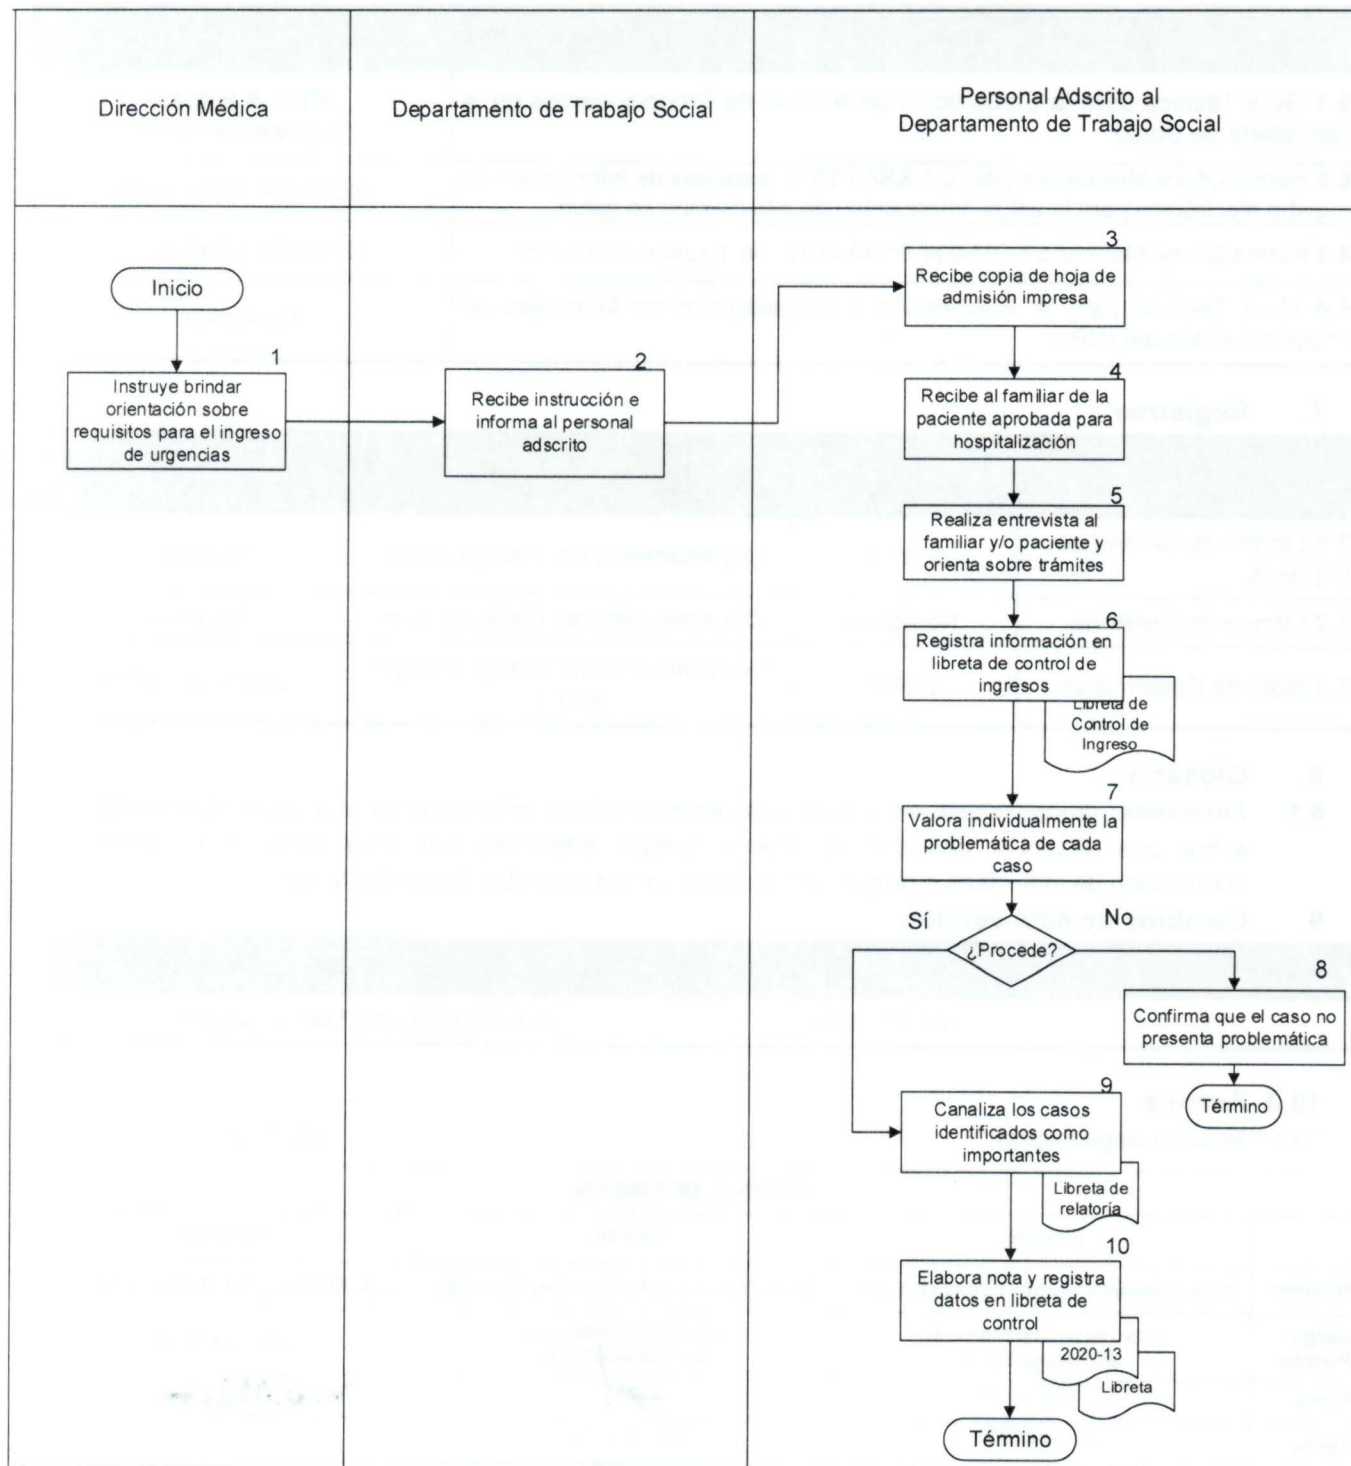 Dirección Médica
Departamento de Trabajo Social
Personal Adscrito al
Departamento de Trabajo Social
Inicio
1
Instruye brindar
orientación sobre
requisitos para el ingreso
de urgencias
2
Recibe instrucción e
informa al personal
adscrito
3
Recibe copia de hoja de
admisión impresa
4
Recibe al familiar de la
paciente aprobada para
hospitalización
5
Realiza entrevista al
familiar y/o paciente y
orienta sobre trámites
6
Registra información en
libreta de control de
ingresos
Libreta de
Control de
Ingreso
7
Valora individualmente la
problemática de cada
caso
Sí
No
¿Procede?
8
Confirma que el caso no
presenta problemática
Término
9
Canaliza los casos
identificados como
importantes
Libreta de
relatoría
10
Elabora nota y registra
datos en libreta de
control
2020-13
Libreta
Término